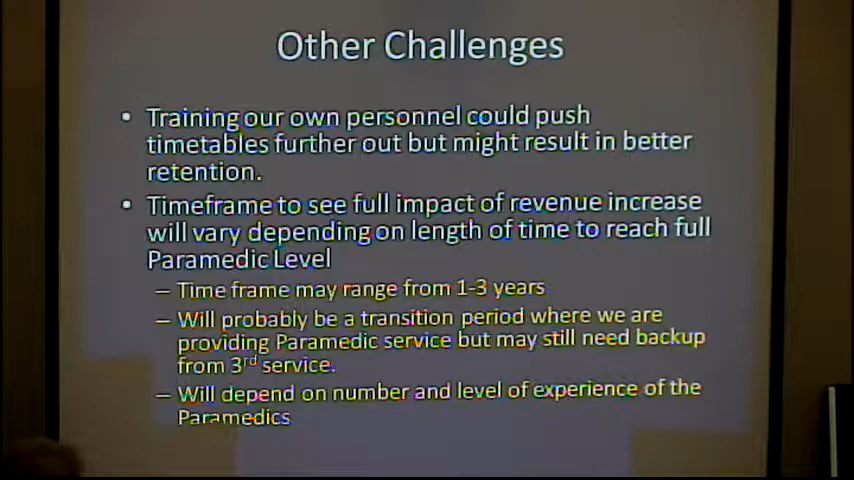 Other Challenges
• Training our own personnel could push
timetables further out but might result in better
retention.
• Timeframe to see full impact of revenue increase
will vary depending on length of time to reach full
Paramedic Level
– Time frame may range from 1-3 years
– Will probably be a transition period where we are
providing Paramedic service but may still need backup
from 3rd service.
– Will depend on number and level of experience of the
Paramedics